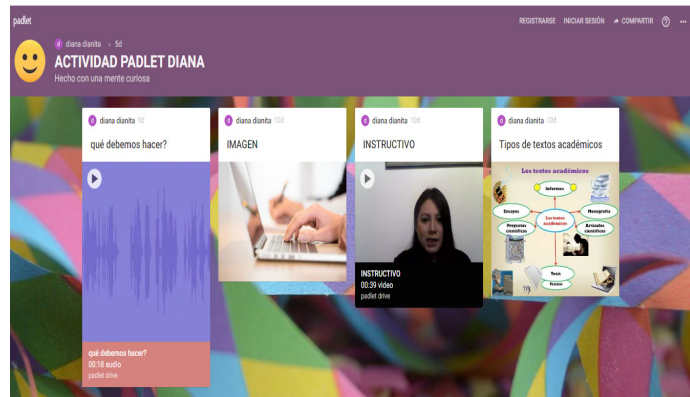 padlet
REGISTRARSE INICIAR SESIÓN COMPARTIR
d diana dianita 5d
ACTIVIDAD PADLET DIANA
Hecho con una mente curiosa
d diana dianita 9d
qué debemos hacer?
qué debemos hacer?
00:18 audio
padlet drive
d diana dianita 10d
IMAGEN
d diana dianita 10d
INSTRUCTIVO
INSTRUCTIVO
00:39 video
padlet drive
d diana dianita 10d
Tipos de textos académicos
Los textos académicos
Informes
Ensayos
Monografía
Los textos académicos
Proyectos científicos
Artículos científicos
Tesis